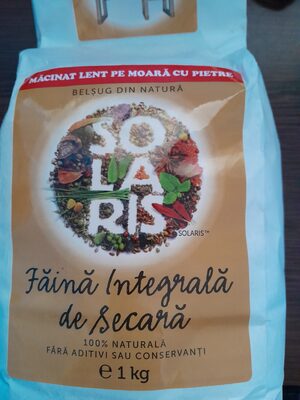 MĂCINAT LENT PE MOARĂ CU PIETRE
BELȘUG DIN NATURĂ
SO
LA
RIS
SOLARIS™
Făină Integrală
de Secară
100% NATURALĂ
FĂRĂ ADITIVI SAU CONSERVANȚI
℮ 1 kg